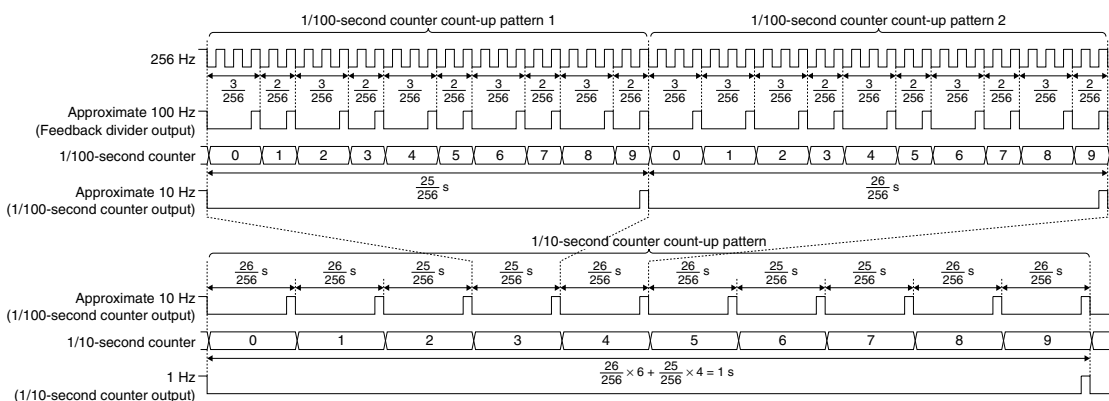 1/100-second counter count-up pattern 1 1/100-second counter count-up pattern 2
256 Hz
3/256 2/256 3/256 2/256 3/256 2/256 3/256 2/256 3/256 2/256 3/256 3/256 3/256 2/256 3/256 2/256 3/256 2/256 3/256 2/256
Approximate 100 Hz
(Feedback divider output)
1/100-second counter 0 1 2 3 4 5 6 7 8 9 0 1 2 3 4 5 6 7 8 9
25/256 s 26/256 s
Approximate 10 Hz
(1/100-second counter output)
1/10-second counter count-up pattern
26/256 s 26/256 s 25/256 s 25/256 s 26/256 s 26/256 s 25/256 s 25/256 s 26/256 s 26/256 s
Approximate 10 Hz
(1/100-second counter output)
1/10-second counter 0 1 2 3 4 5 6 7 8 9
26/256 × 6 + 25/256 × 4 = 1 s
1 Hz
(1/10-second counter output)